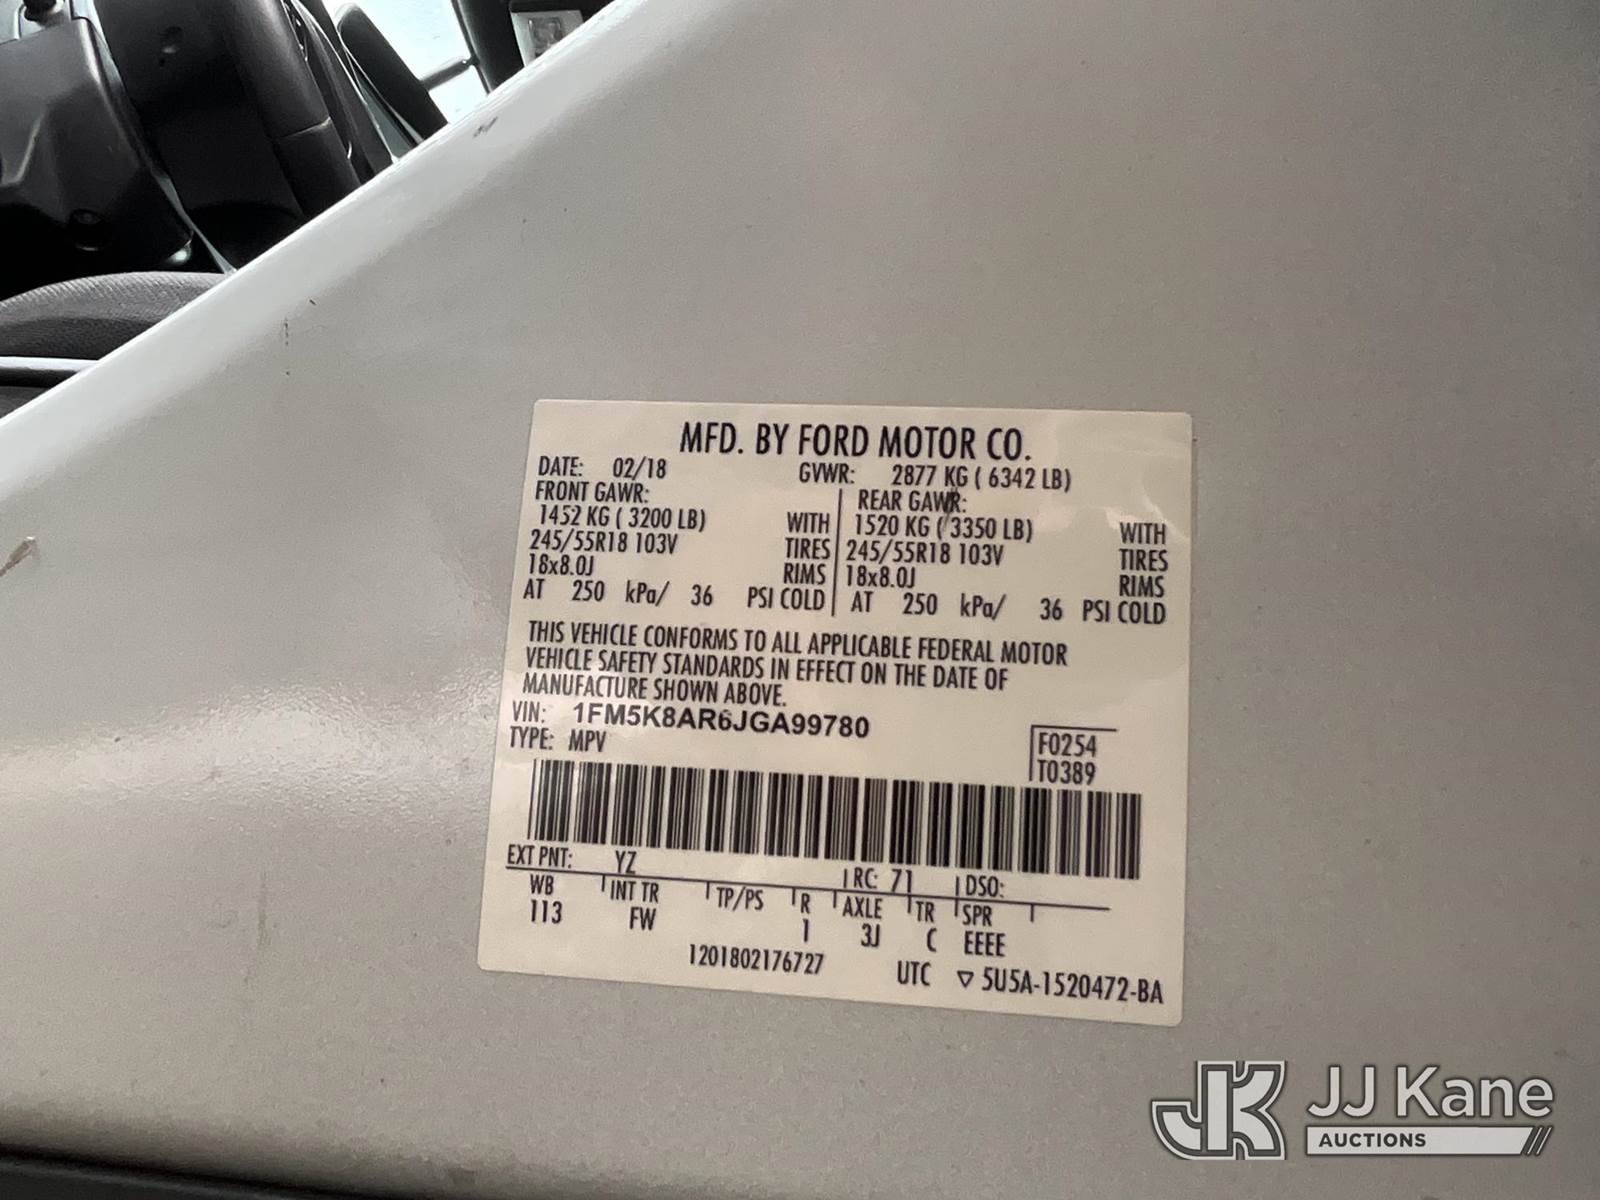 MFD. BY FORD MOTOR CO.
DATE: 02/18 GVWR: 2877 KG ( 6342 LB)
FRONT GAWR: REAR GAWR:
1452 KG ( 3200 LB) WITH 1520 KG ( 3350 LB) WITH
245/55R18 103V TIRES 245/55R18 103V TIRES
18x8.0J RIMS 18x8.0J RIMS
AT 250 kPa/ 36 PSI COLD AT 250 kPa/ 36 PSI COLD
THIS VEHICLE CONFORMS TO ALL APPLICABLE FEDERAL MOTOR
VEHICLE SAFETY STANDARDS IN EFFECT ON THE DATE OF
MANUFACTURE SHOWN ABOVE.
VIN: 1FM5K8AR6JGA99780
TYPE: MPV
F0254
T0389
EXT PNT: YZ RC: 71 DSO:
WB INT TR TP/PS R AXLE TR SPR
113 FW 1 3J C EEEE
1201802176727 UTC ▽ 5U5A-1520472-BA
JK JJ Kane
AUCTIONS